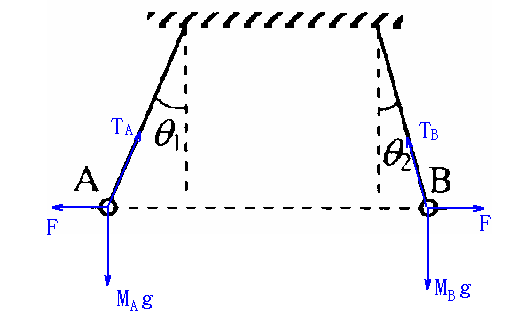 T_A θ_1 θ_2 T_B
A B
F F
M_A g M_B g